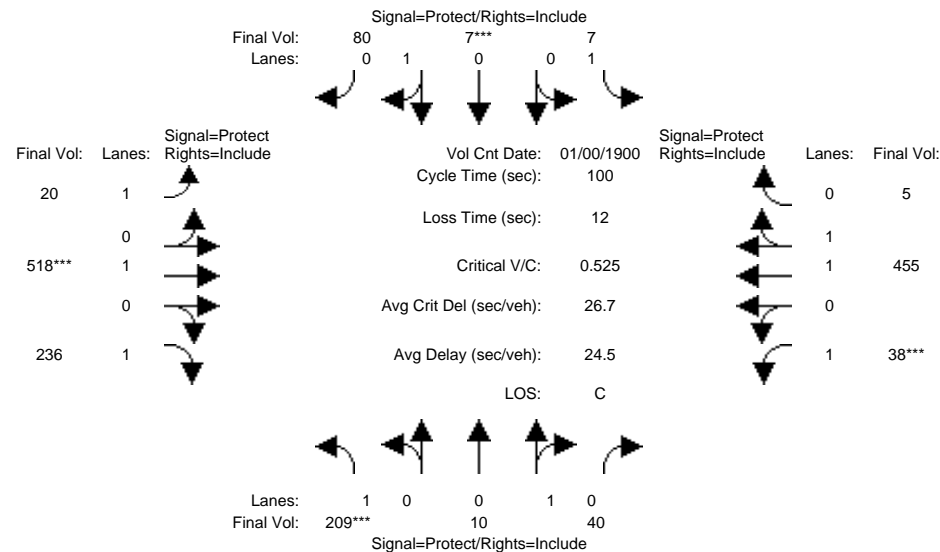 Signal=Protect/Rights=Include
Final Vol: 80 7*** 7
Lanes: 0 1 0 0 1
Signal=Protect Signal=Protect
Final Vol: Lanes: Rights=Include Vol Cnt Date: 01/00/1900 Rights=Include Lanes: Final Vol:
Cycle Time (sec): 100
20 1 0 5
Loss Time (sec): 12
0 1
518*** 1 Critical V/C: 0.525 1 455
0 Avg Crit Del (sec/veh): 26.7 0
236 1 Avg Delay (sec/veh): 24.5 1 38***
LOS: C
Lanes: 1 0 0 1 0
Final Vol: 209*** 10 40
Signal=Protect/Rights=Include